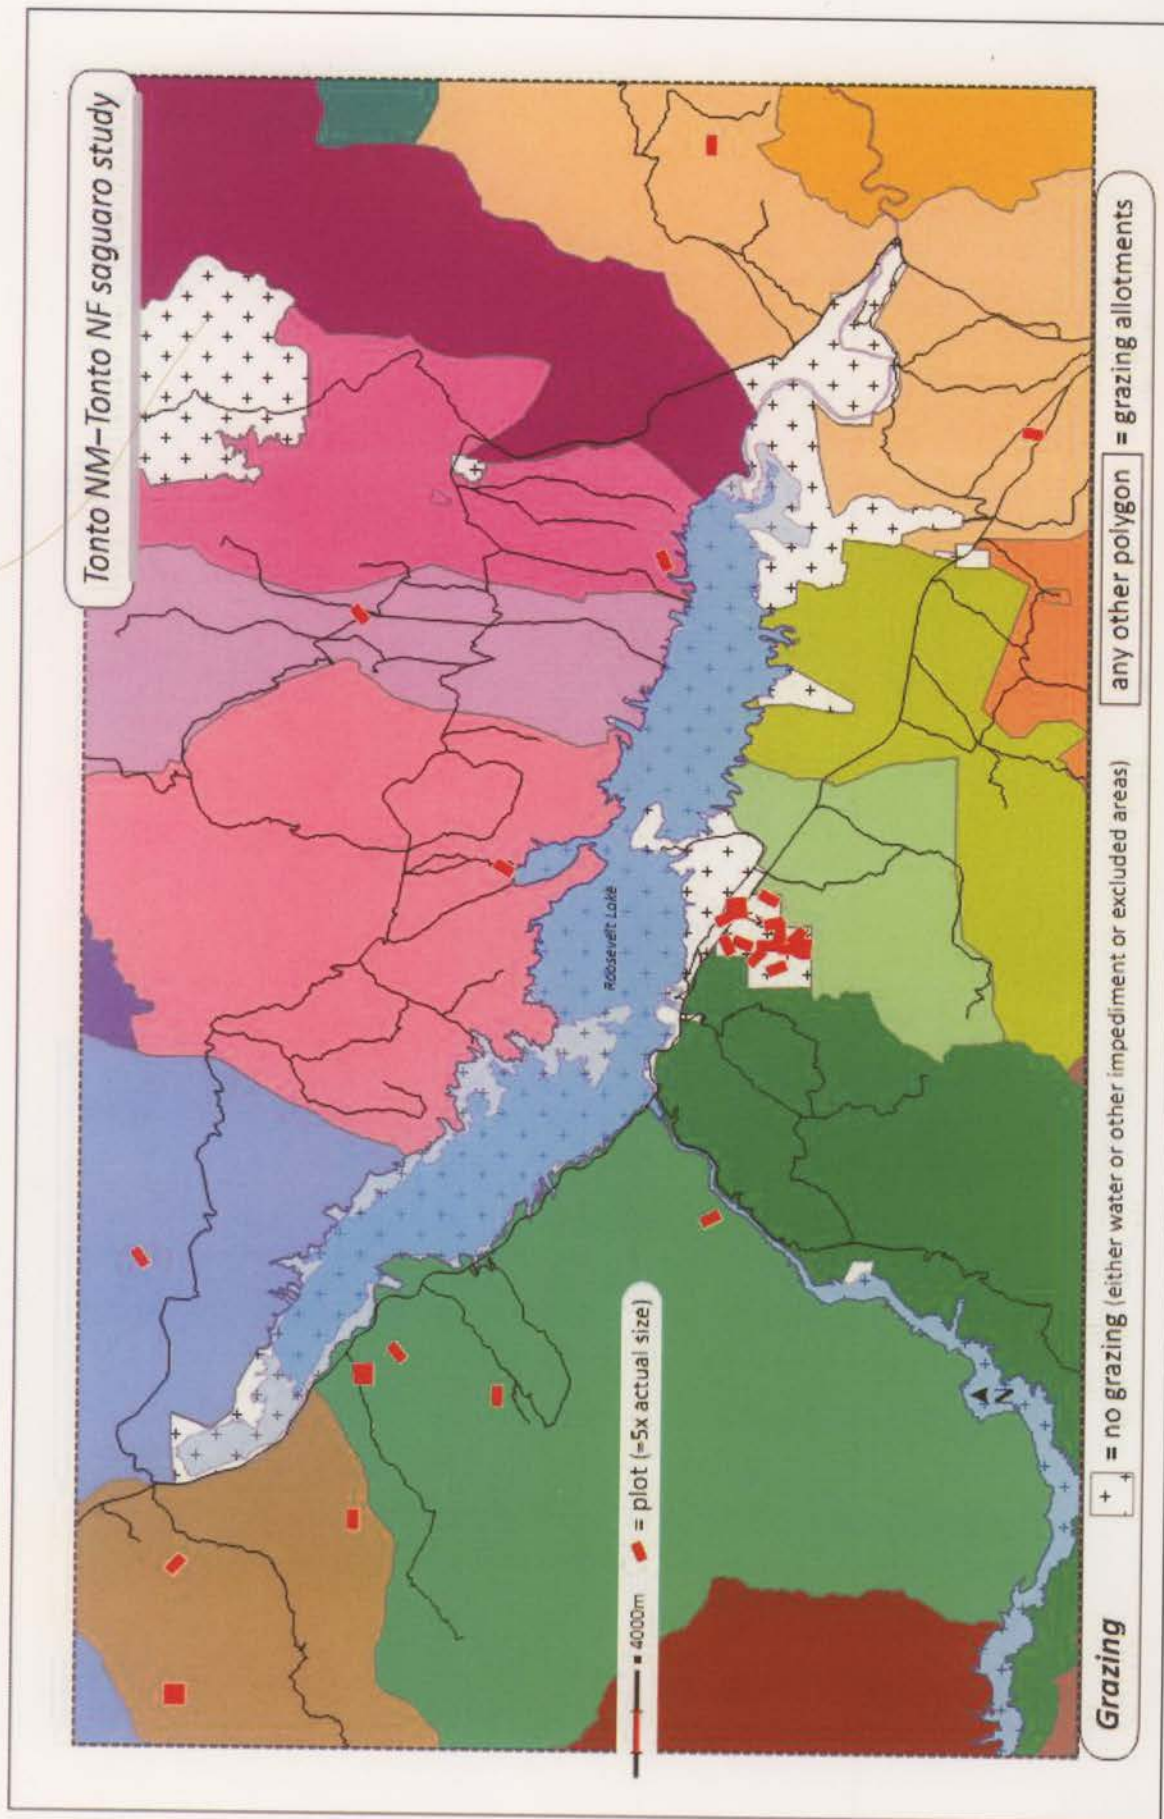 Tonto NM–Tonto NF saguaro study
Roosevelt Lake
4000m
= plot (=5x actual size)
N
Grazing
= no grazing (either water or other impediment or excluded areas)
any other polygon = grazing allotments